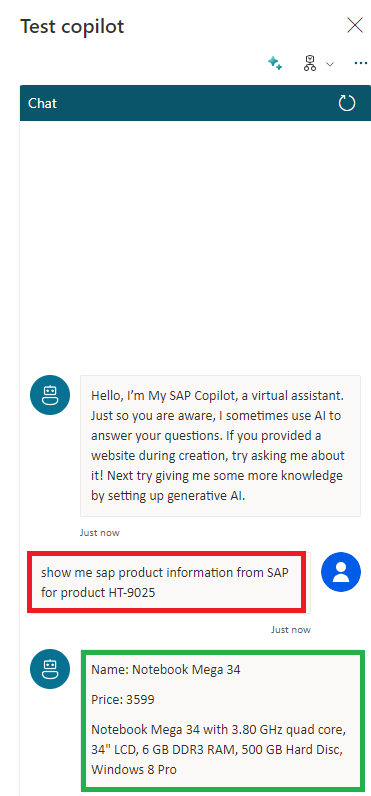 Test copilot
Chat
Hello, I'm My SAP Copilot, a virtual assistant.
Just so you are aware, I sometimes use AI to
answer your questions. If you provided a
website during creation, try asking me about
it! Next try giving me some more knowledge
by setting up generative AI.
Just now
show me sap product information from SAP
for product HT-9025
Just now
Name: Notebook Mega 34
Price: 3599
Notebook Mega 34 with 3.80 GHz quad core,
34" LCD, 6 GB DDR3 RAM, 500 GB Hard Disc,
Windows 8 Pro